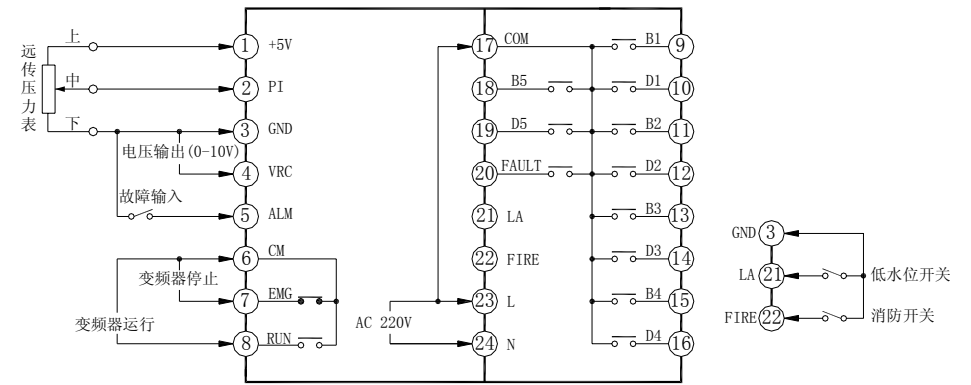 远传压力表
上
中
下
1 +5V
2 PI
3 GND
电压输出(0-10V)
4 VRC
故障输入
5 ALM
6 CM
变频器停止
7 EMG
变频器运行
8 RUN
AC 220V
17 COM
18 B5
19 D5
20 FAULT
21 LA
22 FIRE
23 L
24 N
B1 9
D1 10
B2 11
D2 12
B3 13
D3 14
B4 15
D4 16
GND 3
LA 21 低水位开关
FIRE 22 消防开关